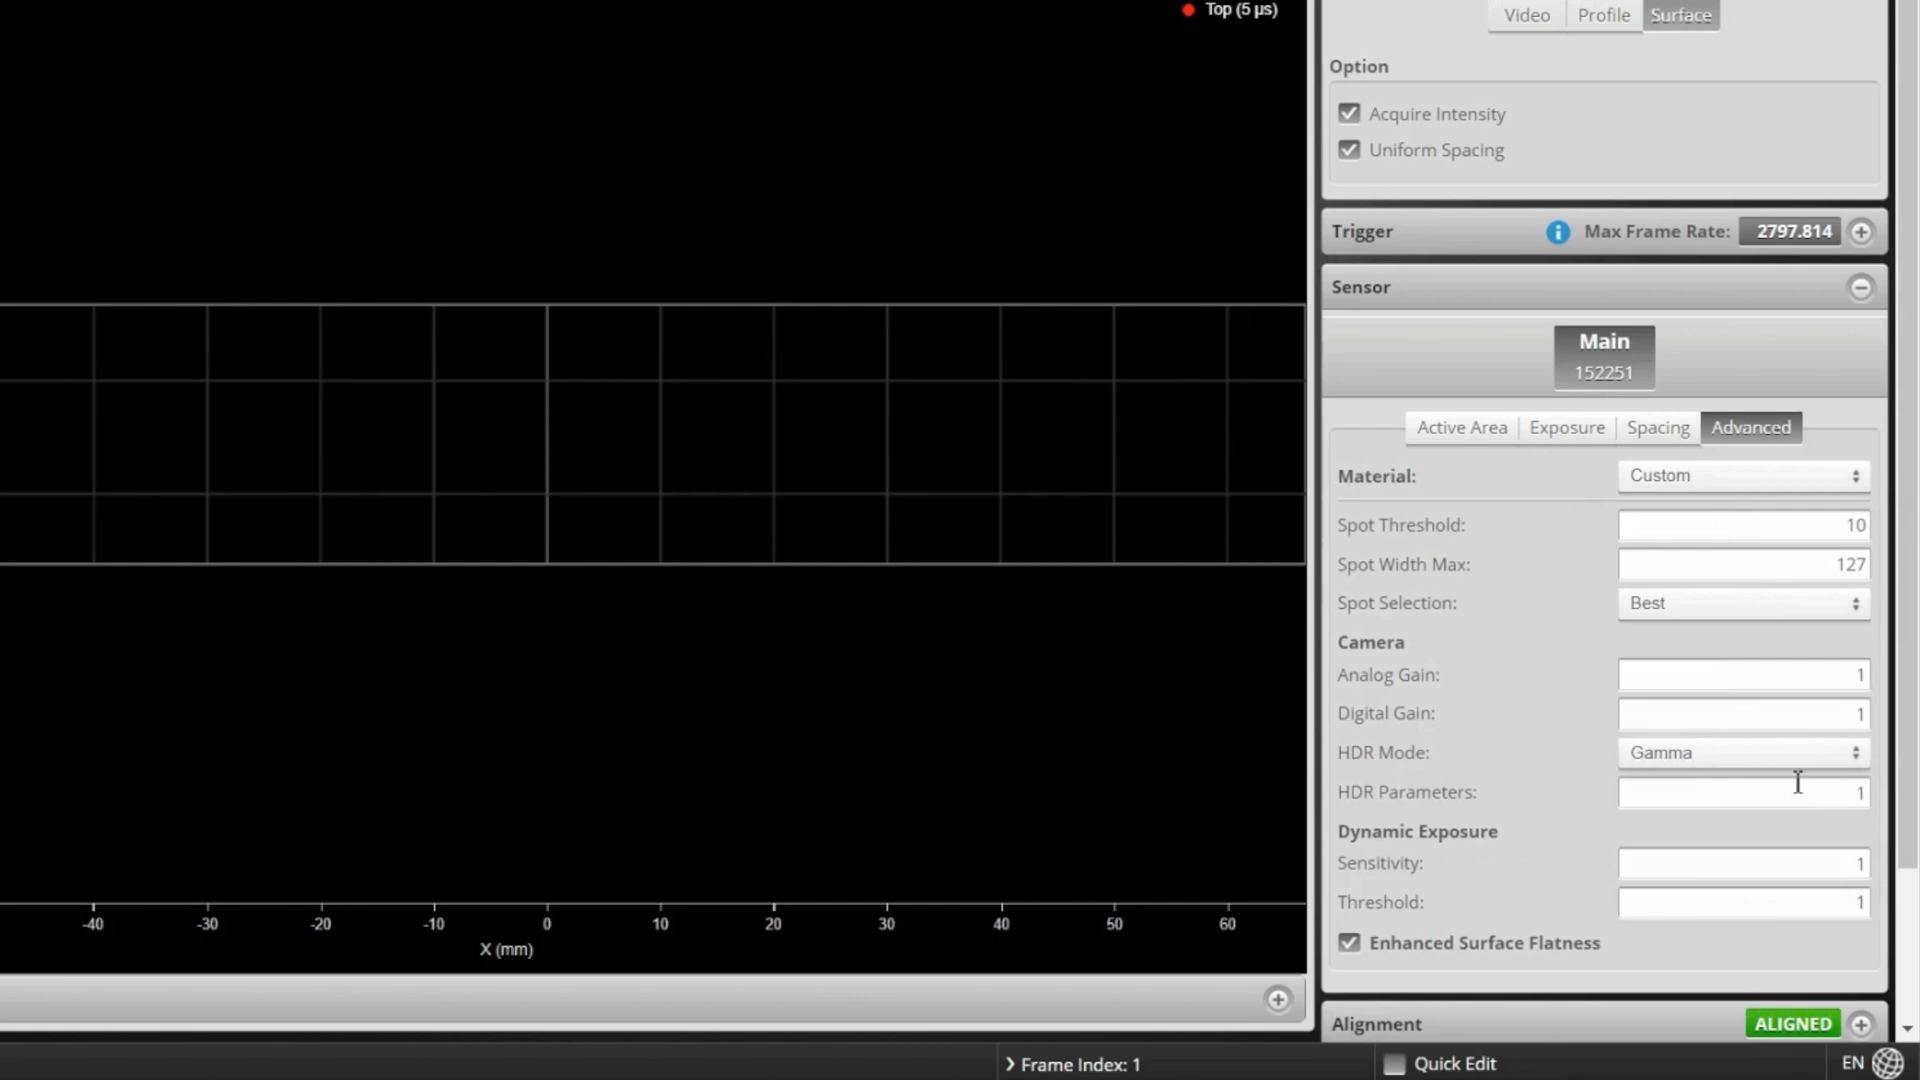 Top (5 µs)
-40 -30 -20 -10 0 10 20 30 40 50 60
X (mm)
Video Profile Surface
Option
Acquire Intensity
Uniform Spacing
Trigger Max Frame Rate: 2797.814
Sensor
Main
152251
Active Area Exposure Spacing Advanced
Material: Custom
Spot Threshold: 10
Spot Width Max: 127
Spot Selection: Best
Camera
Analog Gain: 1
Digital Gain: 1
HDR Mode: Gamma
HDR Parameters: 1
Dynamic Exposure
Sensitivity: 1
Threshold: 1
Enhanced Surface Flatness
Alignment ALIGNED
Frame Index: 1 Quick Edit EN